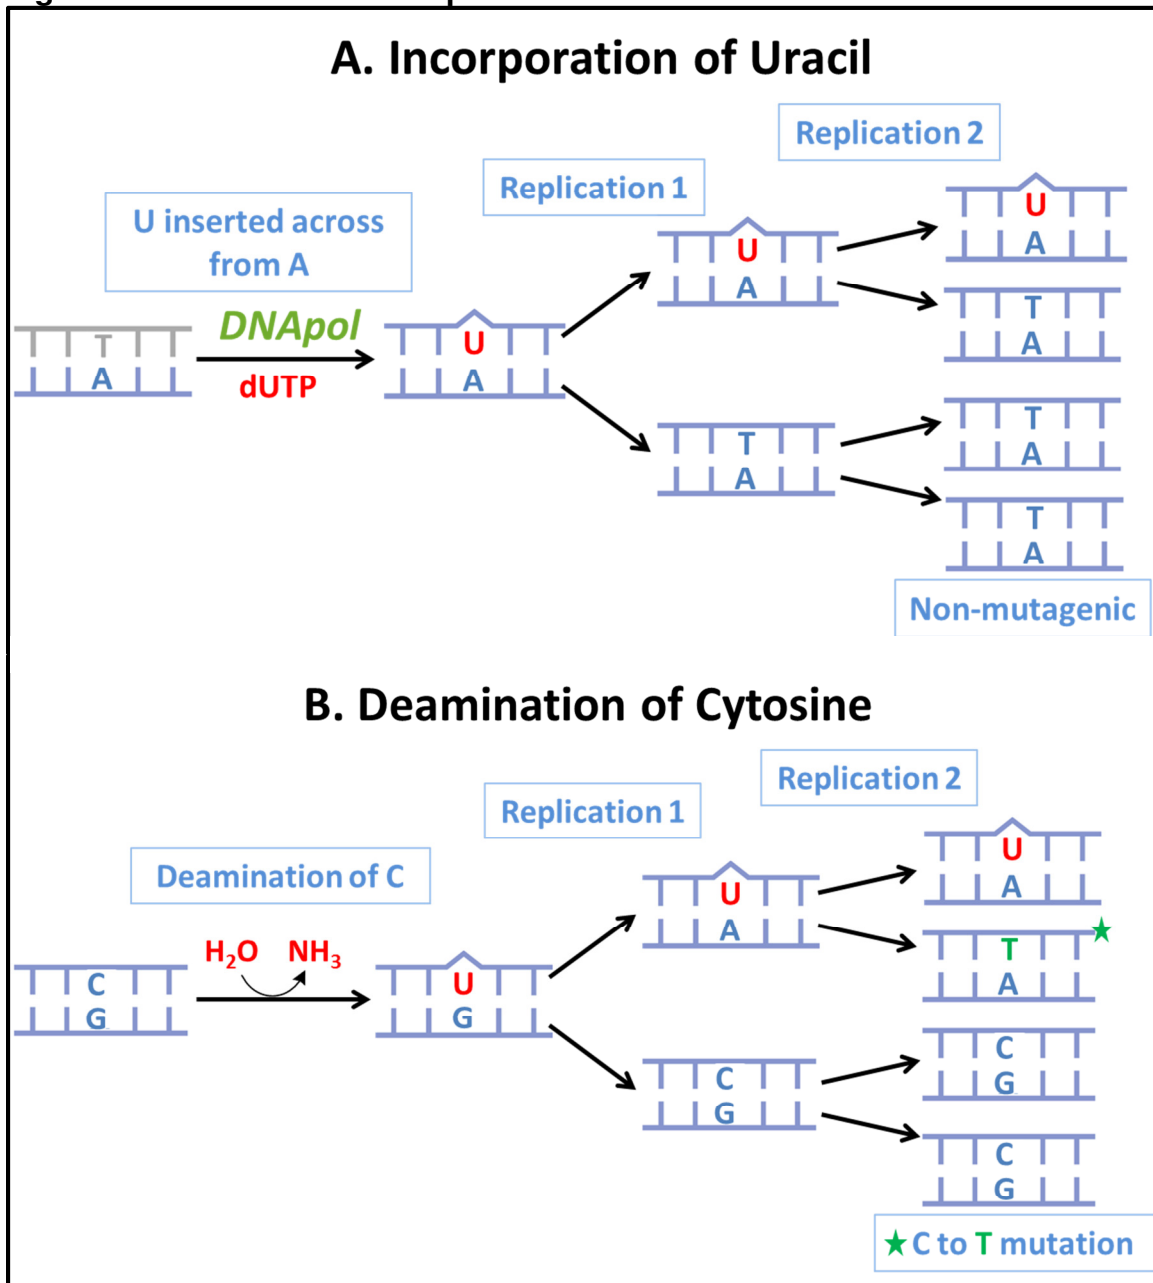 A. Incorporation of Uracil
Replication 2
Replication 1
U inserted across
from A
DNApol
dUTP
T
A
U
A
U
A
T
A
U
A
T
A
T
A
T
A
Non-mutagenic
B. Deamination of Cytosine
Replication 2
Replication 1
Deamination of C
H₂O NH₃
C
G
U
G
U
A
C
G
U
A
T
A
C
G
C
G
★ C to T mutation